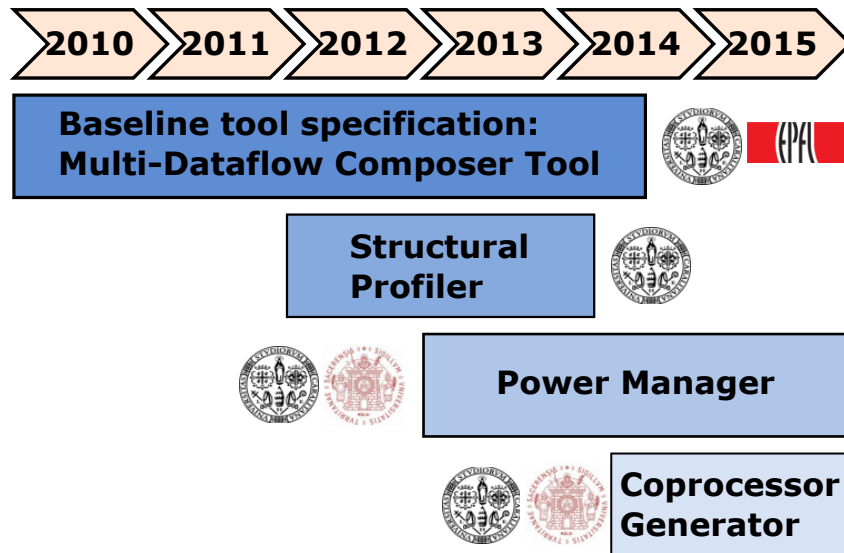 2010 2011 2012 2013 2014 2015
Baseline tool specification:
Multi-Dataflow Composer Tool
EPFL
Structural
Profiler
Power Manager
Coprocessor
Generator